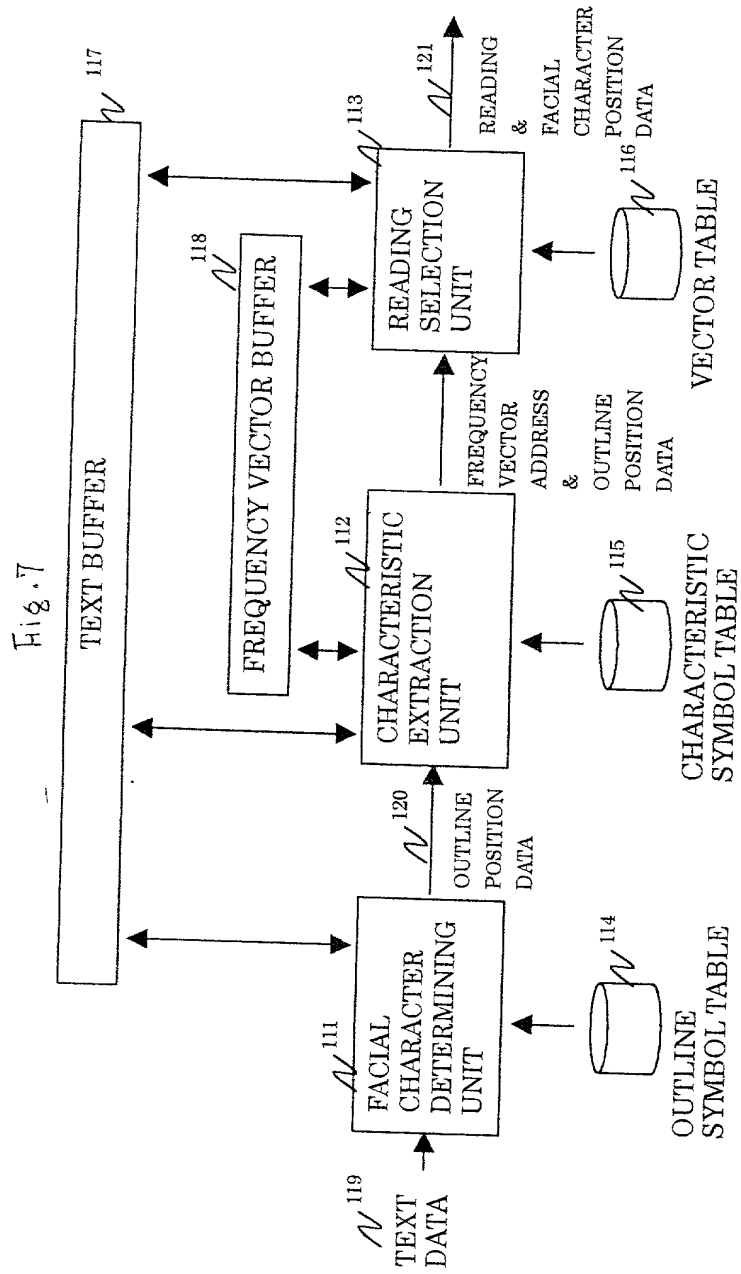 Fig.7
117
TEXT BUFFER
118
FREQUENCY VECTOR BUFFER
119
TEXT
DATA
111
FACIAL
CHARACTER
DETERMINING
UNIT
120
OUTLINE
POSITION
DATA
112
CHARACTERISTIC
EXTRACTION
UNIT
FREQUENCY
VECTOR
ADDRESS
& OUTLINE
POSITION
DATA
113
READING
SELECTION
UNIT
121
READING
& FACIAL
CHARACTER
POSITION
DATA
114
OUTLINE
SYMBOL TABLE
115
CHARACTERISTIC
SYMBOL TABLE
116
VECTOR TABLE